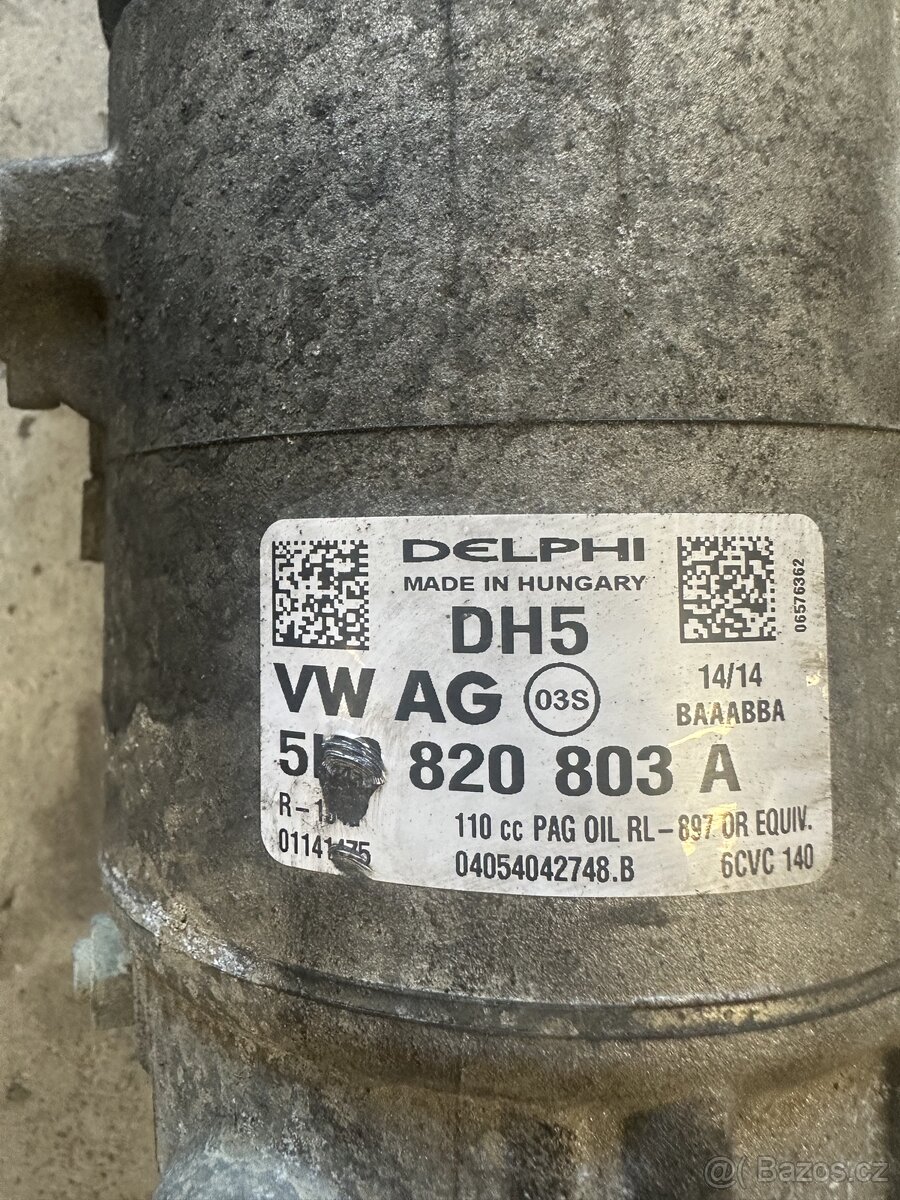 DELPHI
MADE IN HUNGARY
DH5
06576362
VW AG 03S
14/14
BAAABBA
820 803 A
110 cc PAG OIL RL-897 OR EQUIV.
04054042748.B
6CVC 140
@( Bazos.cz